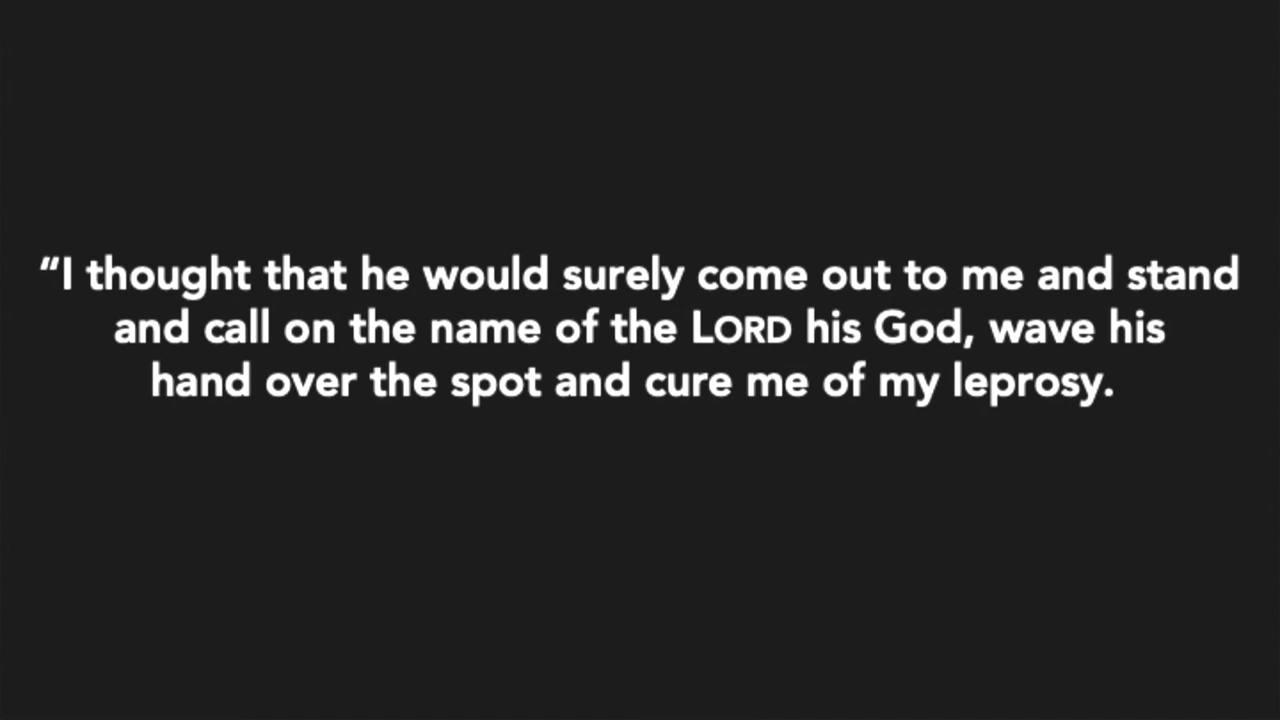 “I thought that he would surely come out to me and stand
and call on the name of the LORD his God, wave his
hand over the spot and cure me of my leprosy.